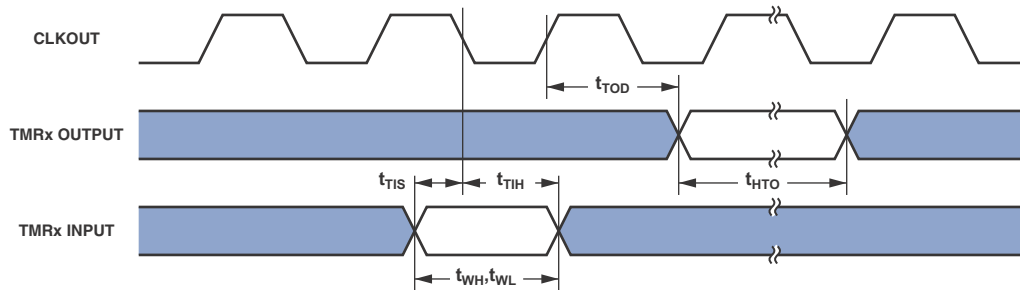 CLKOUT
tTOD
TMRx OUTPUT
tTIS
tTIH
tHTO
TMRx INPUT
tWH,tWL